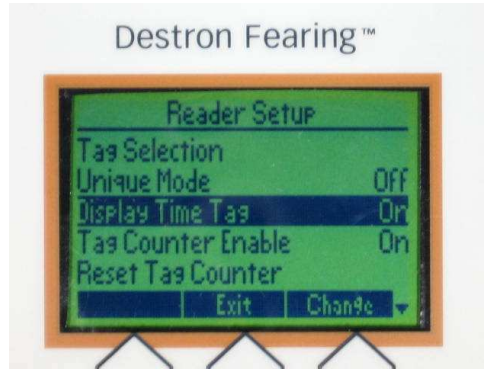 Destron Fearing™
Reader Setup
Tag Selection
Unique Mode Off
Display Time Tag On
Tag Counter Enable On
Reset Tag Counter
Exit Change